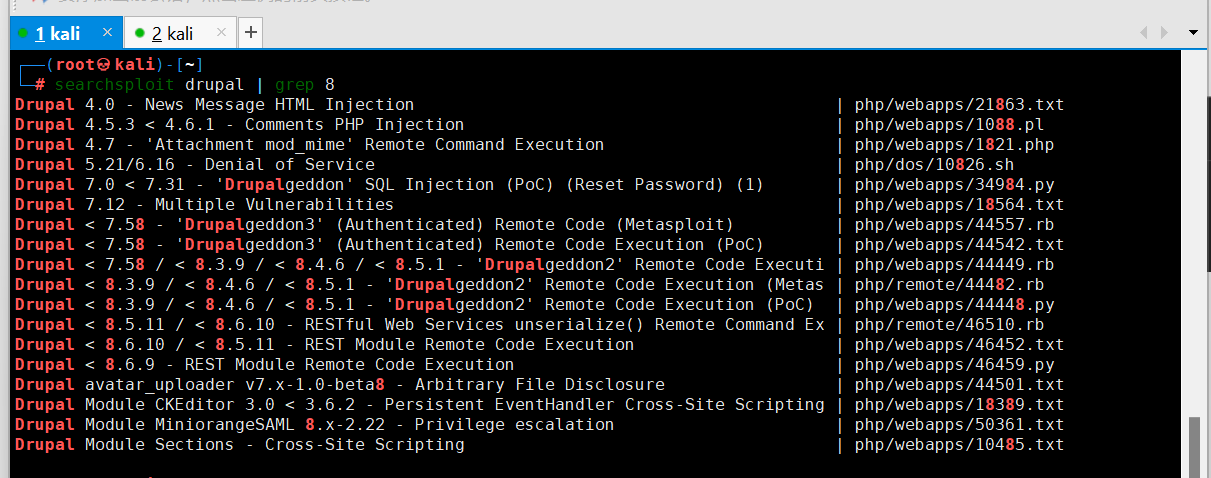 1 kali × 2 kali × +
┌──(root㉿kali)-[~]
└─# searchsploit drupal | grep 8
Drupal 4.0 - News Message HTML Injection | php/webapps/21863.txt
Drupal 4.5.3 < 4.6.1 - Comments PHP Injection | php/webapps/1088.pl
Drupal 4.7 - 'Attachment mod_mime' Remote Command Execution | php/webapps/1821.php
Drupal 5.21/6.16 - Denial of Service | php/dos/10826.sh
Drupal 7.0 < 7.31 - 'Drupalgeddon' SQL Injection (PoC) (Reset Password) (1) | php/webapps/34984.py
Drupal 7.12 - Multiple Vulnerabilities | php/webapps/18564.txt
Drupal < 7.58 - 'Drupalgeddon3' (Authenticated) Remote Code (Metasploit) | php/webapps/44557.rb
Drupal < 7.58 - 'Drupalgeddon3' (Authenticated) Remote Code Execution (PoC) | php/webapps/44542.txt
Drupal < 7.58 / < 8.3.9 / < 8.4.6 / < 8.5.1 - 'Drupalgeddon2' Remote Code Executi | php/webapps/44449.rb
Drupal < 8.3.9 / < 8.4.6 / < 8.5.1 - 'Drupalgeddon2' Remote Code Execution (Metas | php/remote/44482.rb
Drupal < 8.3.9 / < 8.4.6 / < 8.5.1 - 'Drupalgeddon2' Remote Code Execution (PoC) | php/webapps/44448.py
Drupal < 8.5.11 / < 8.6.10 - RESTful Web Services unserialize() Remote Command Ex | php/remote/46510.rb
Drupal < 8.6.10 / < 8.5.11 - REST Module Remote Code Execution | php/webapps/46452.txt
Drupal < 8.6.9 - REST Module Remote Code Execution | php/webapps/46459.py
Drupal avatar_uploader v7.x-1.0-beta8 - Arbitrary File Disclosure | php/webapps/44501.txt
Drupal Module CKEditor 3.0 < 3.6.2 - Persistent EventHandler Cross-Site Scripting | php/webapps/18389.txt
Drupal Module MiniorangeSAML 8.x-2.22 - Privilege escalation | php/webapps/50361.txt
Drupal Module Sections - Cross-Site Scripting | php/webapps/10485.txt